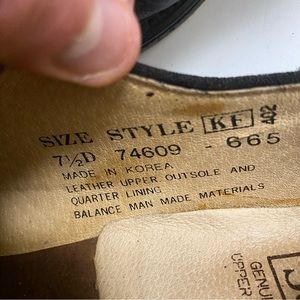 SIZE STYLE KF 402
7½D 74609 - 665
MADE IN KOREA
LEATHER UPPER OUTSOLE AND
QUARTER LINING
BALANCE MAN MADE MATERIALS
GENU
UPPER